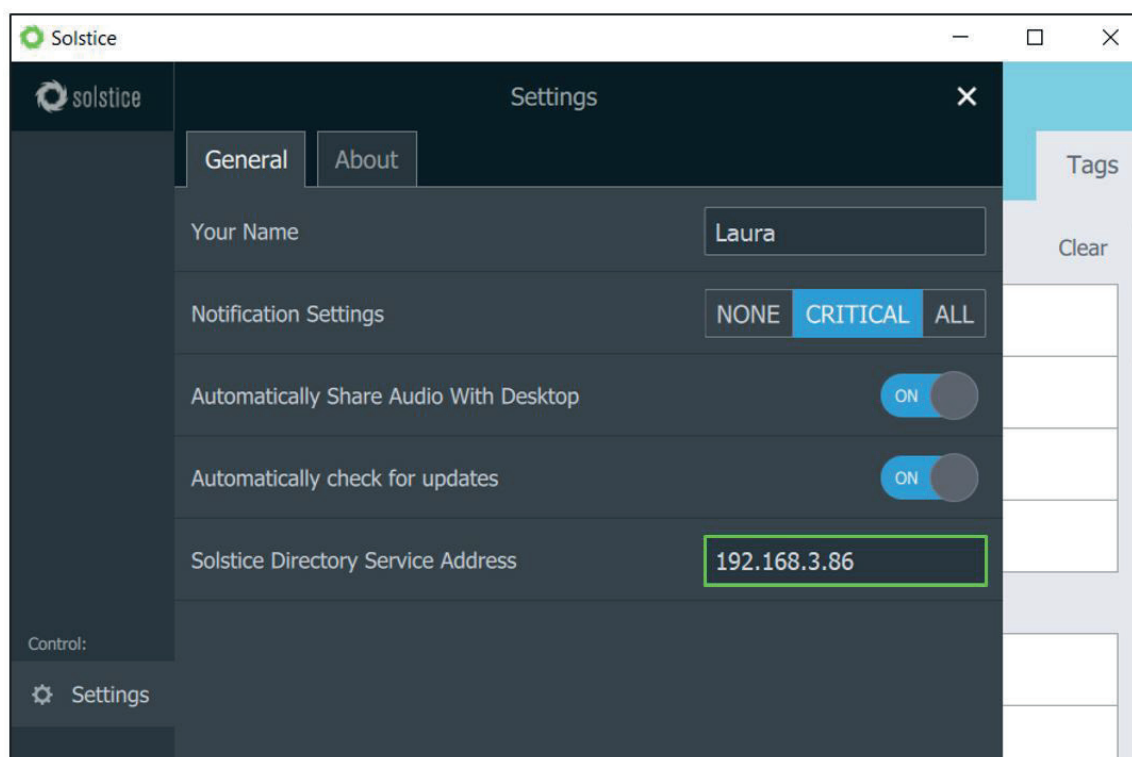 Solstice
solstice
Settings
General
About
Tags
Your Name
Laura
Clear
Notification Settings
NONE CRITICAL ALL
Automatically Share Audio With Desktop
ON
Automatically check for updates
ON
Solstice Directory Service Address
192.168.3.86
Control:
Settings